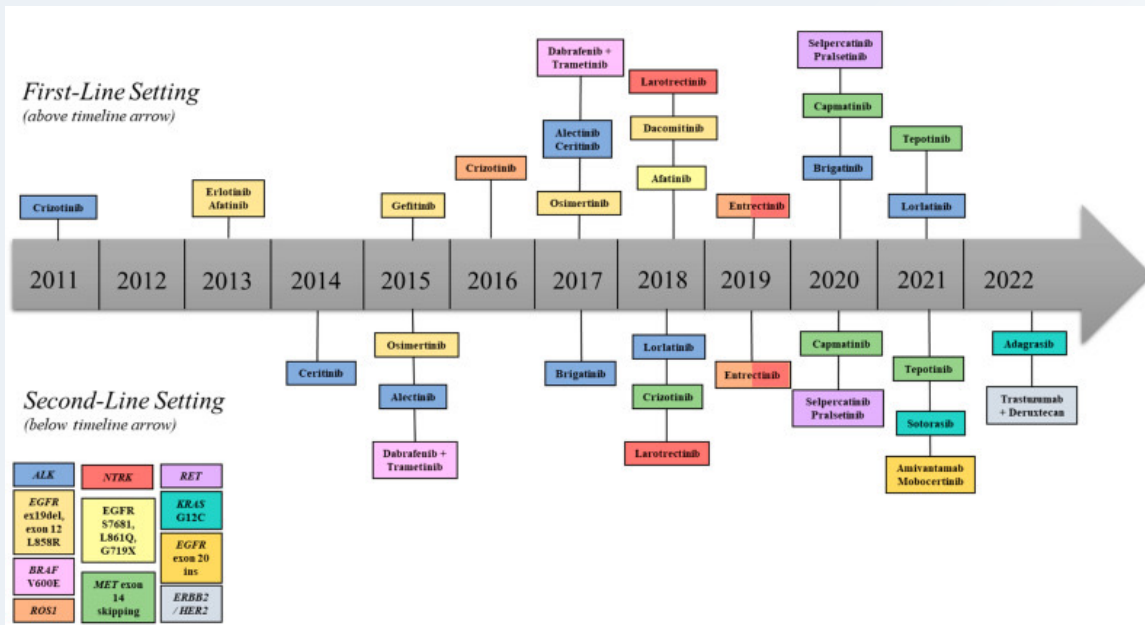 First-Line Setting
(above timeline arrow)
Crizotinib
Erlotinib
Afatinib
Gefitinib
Crizotinib
Dabrafenib +
Trametinib
Alectinib
Ceritinib
Osimertinib
Larotrectinib
Dacomitinib
Afatinib
Entrectinib
Selpercatinib
Pralsetinib
Capmatinib
Brigatinib
Tepotinib
Lorlatinib
2011 2012 2013 2014 2015 2016 2017 2018 2019 2020 2021 2022
Ceritinib
Osimertinib
Alectinib
Dabrafenib +
Trametinib
Brigatinib
Lorlatinib
Crizotinib
Larotrectinib
Entrectinib
Capmatinib
Selpercatinib
Pralsetinib
Tepotinib
Sotorasib
Amivantamab
Mobocertinib
Adagrasib
Trastuzumab
+ Deruxtecan
Second-Line Setting
(below timeline arrow)
ALK
EGFR
ex19del,
exon 12
L858R
BRAF
V600E
ROS1
NTRK
EGFR
S7681,
L861Q,
G719X
MET exon
14
skipping
RET
KRAS
G12C
EGFR
exon 20
ins
ERBB2
/ HER2